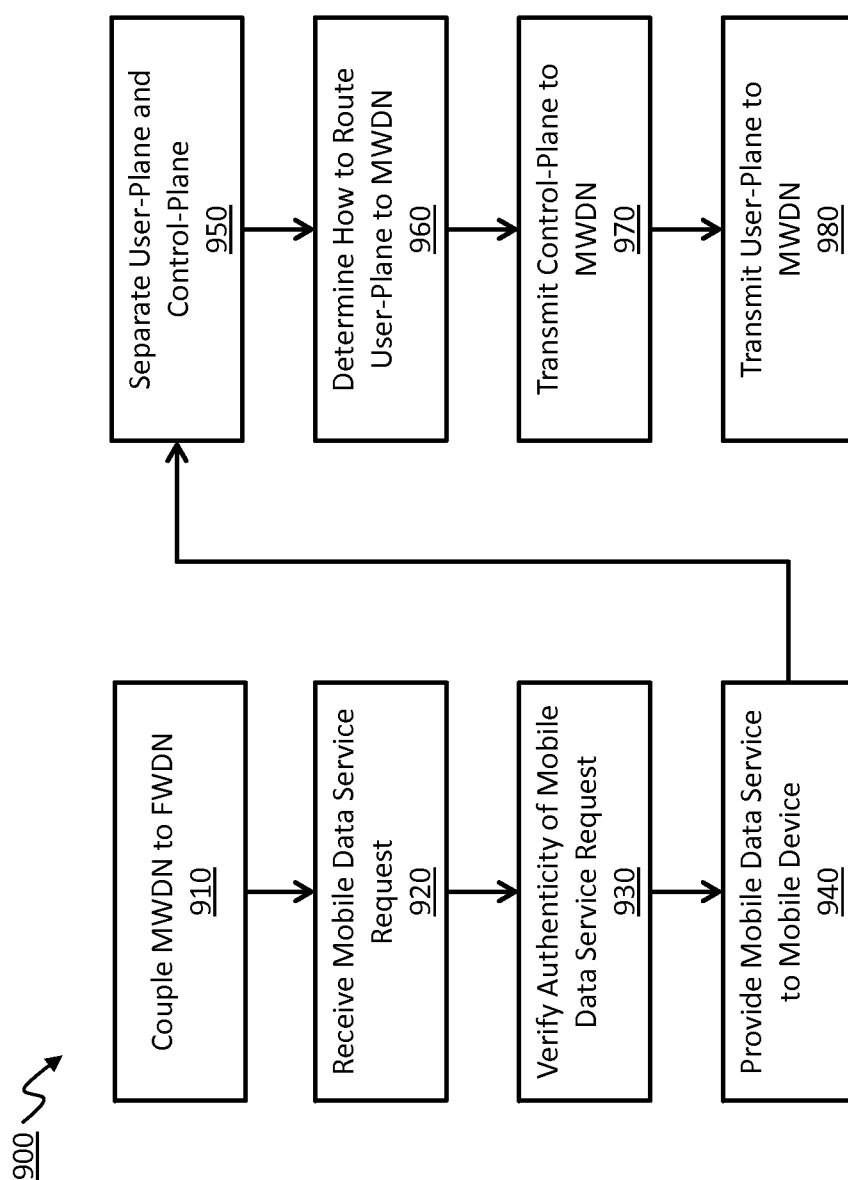 900
Couple MWDN to FWDN
910
Receive Mobile Data Service
Request
920
Verify Authenticity of Mobile
Data Service Request
930
Provide Mobile Data Service
to Mobile Device
940
Separate User-Plane and
Control-Plane
950
Determine How to Route
User-Plane to MWDN
960
Transmit Control-Plane to
MWDN
970
Transmit User-Plane to
MWDN
980